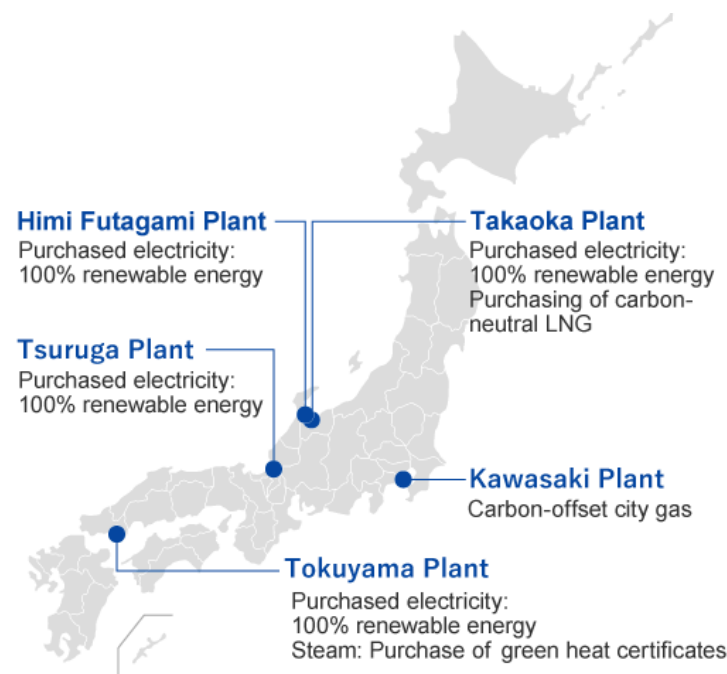 Himi Futagami Plant
Purchased electricity:
100% renewable energy
Takaoka Plant
Purchased electricity:
100% renewable energy
Purchasing of carbon-
neutral LNG
Tsuruga Plant
Purchased electricity:
100% renewable energy
Kawasaki Plant
Carbon-offset city gas
Tokuyama Plant
Purchased electricity:
100% renewable energy
Steam: Purchase of green heat certificates